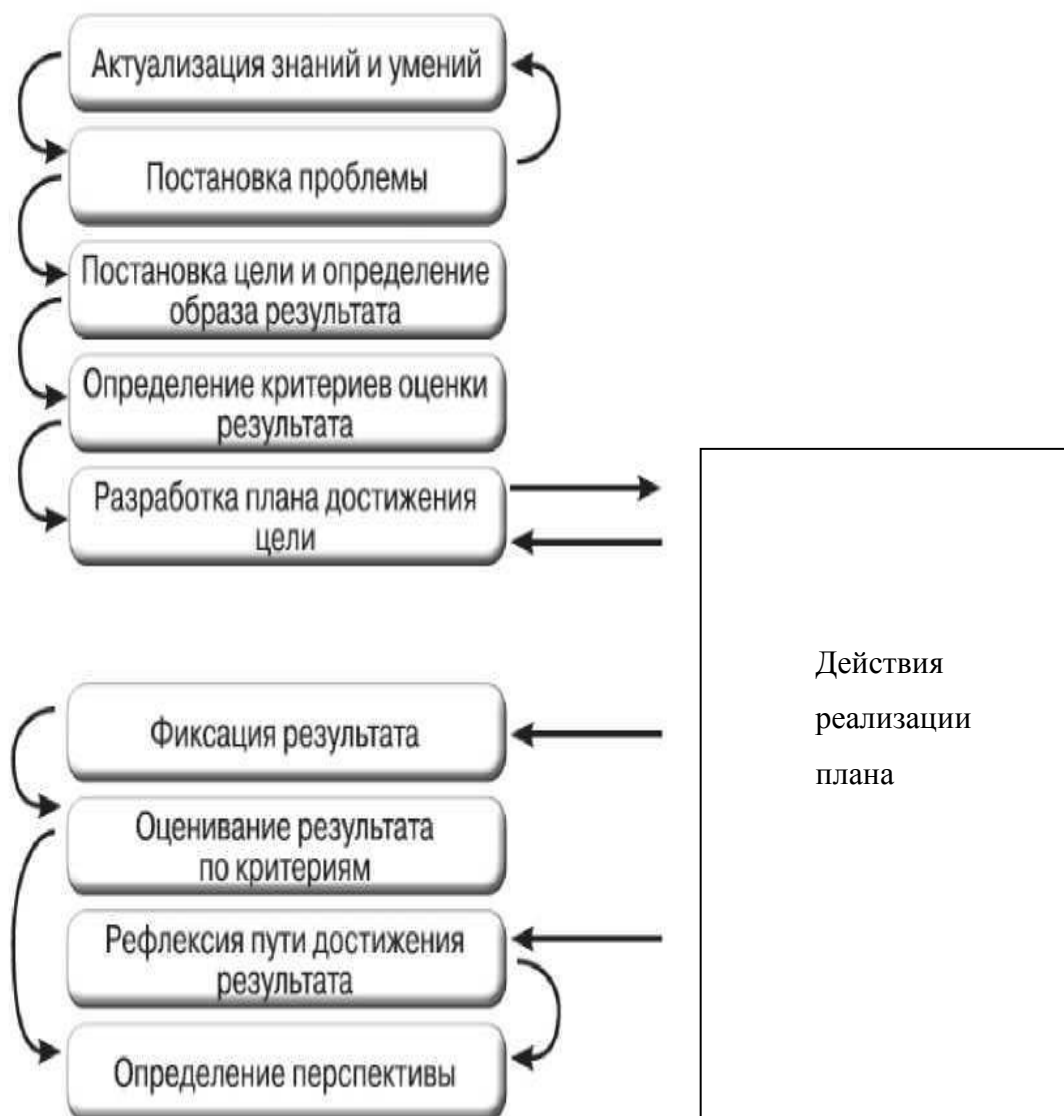 Актуализация знаний и умений
Постановка проблемы
Постановка цели и определение
образа результата
Определение критериев оценки
результата
Разработка плана достижения
цели
Действия
реализации
плана
Фиксация результата
Оценивание результата
по критериям
Рефлексия пути достижения
результата
Определение перспективы